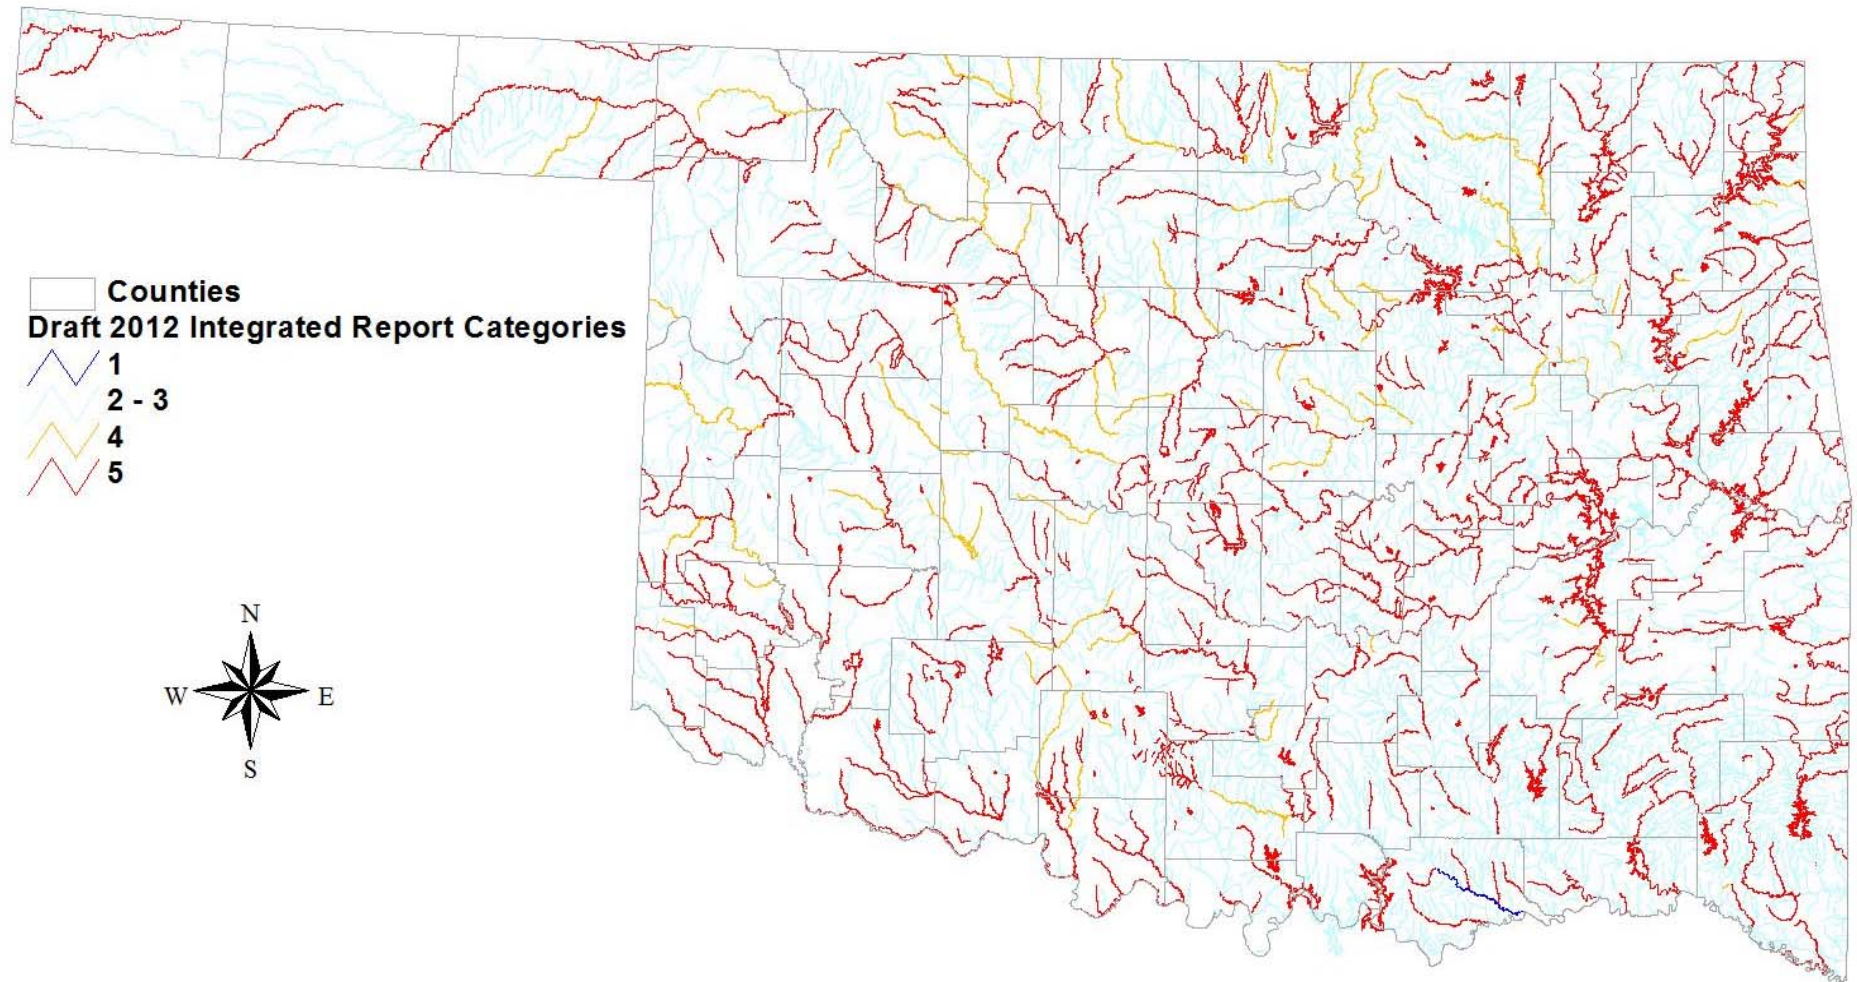 Counties
Draft 2012 Integrated Report Categories
1
2 - 3
4
5
N
W E
S